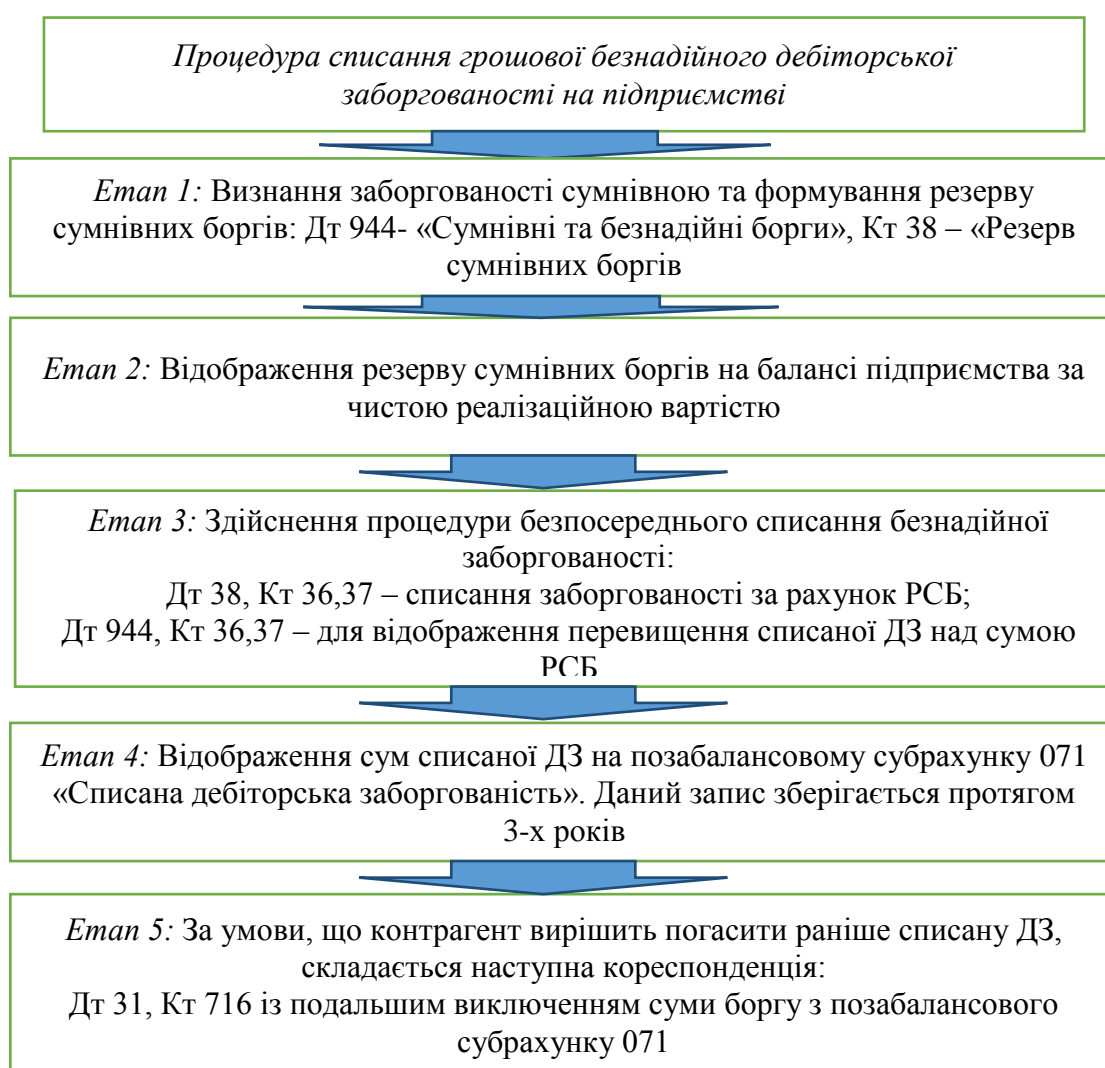 Процедура списання грошової безнадійного дебіторської
заборгованості на підприємстві
Етап 1: Визнання заборгованості сумнівною та формування резерву
сумнівних боргів: Дт 944- «Сумнівні та безнадійні борги», Кт 38 – «Резерв
сумнівних боргів
Етап 2: Відображення резерву сумнівних боргів на балансі підприємства за
чистою реалізаційною вартістю
Етап 3: Здійснення процедури безпосереднього списання безнадійної
заборгованості:
Дт 38, Кт 36,37 – списання заборгованості за рахунок РСБ;
Дт 944, Кт 36,37 – для відображення перевищення списаної ДЗ над сумою
РСБ
Етап 4: Відображення сум списаної ДЗ на позабалансовому субрахунку 071
«Списана дебіторська заборгованість». Даний запис зберігається протягом
3-х років
Етап 5: За умови, що контрагент вирішить погасити раніше списану ДЗ,
складається наступна кореспонденція:
Дт 31, Кт 716 із подальшим виключенням суми боргу з позабалансового
субрахунку 071